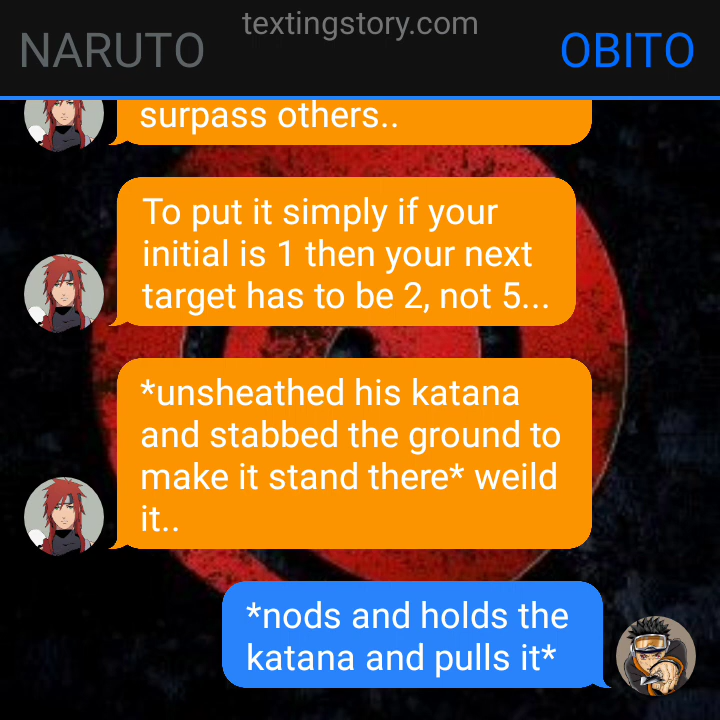 textingstory.com
NARUTO
OBITO
surpass others..
To put it simply if your
initial is 1 then your next
target has to be 2, not 5...
*unsheathed his katana
and stabbed the ground to
make it stand there* weild
it..
*nods and holds the
katana and pulls it*